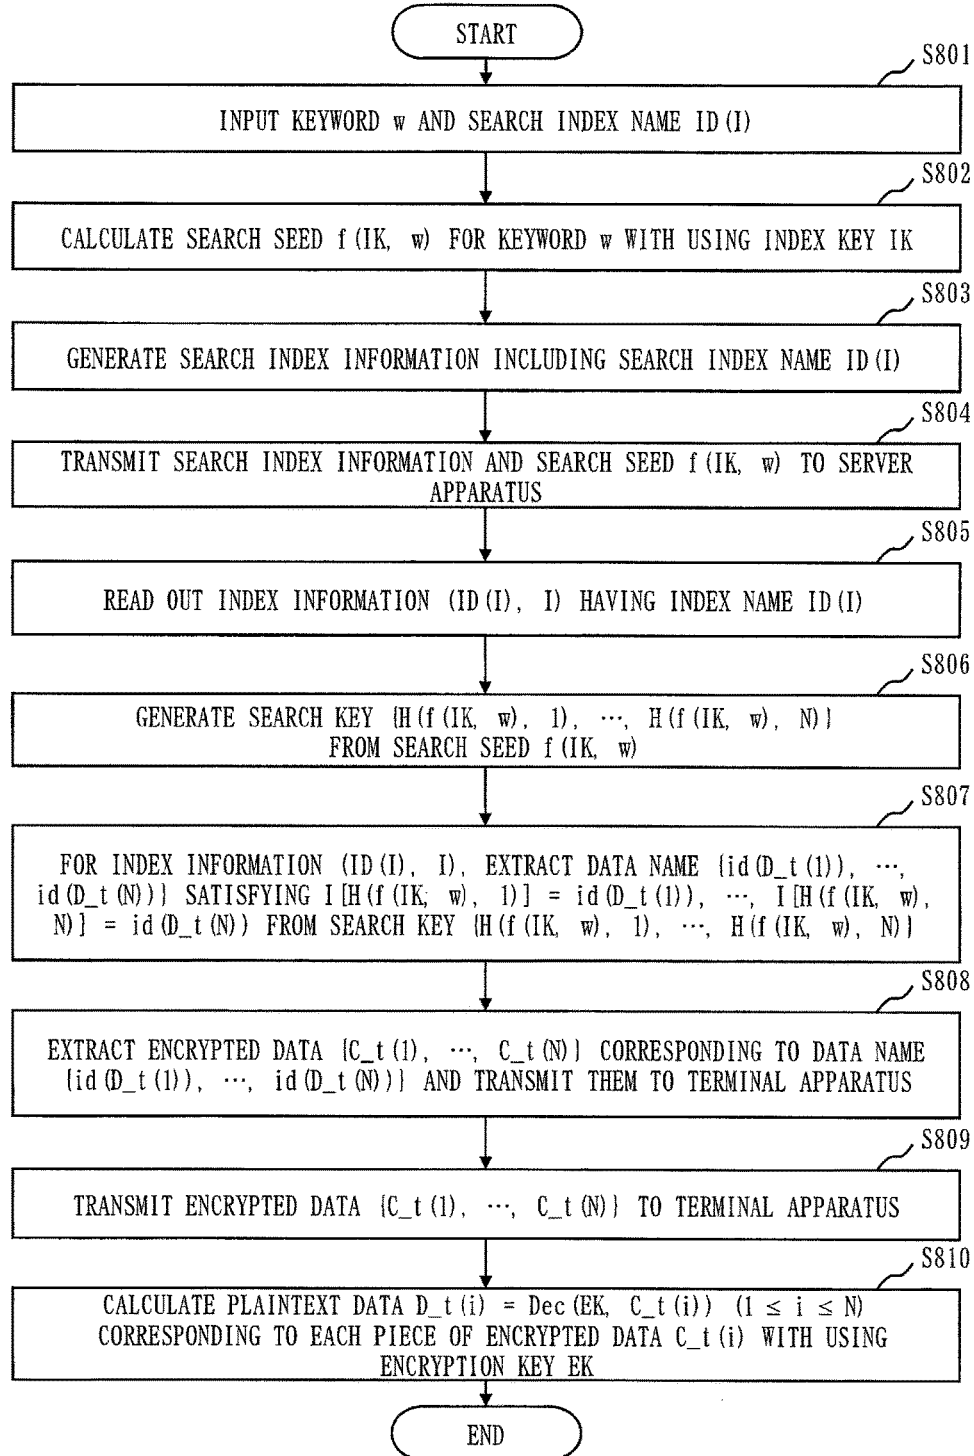 START
S801
INPUT KEYWORD w AND SEARCH INDEX NAME ID(I)
S802
CALCULATE SEARCH SEED f(IK, w) FOR KEYWORD w WITH USING INDEX KEY IK
S803
GENERATE SEARCH INDEX INFORMATION INCLUDING SEARCH INDEX NAME ID(I)
S804
TRANSMIT SEARCH INDEX INFORMATION AND SEARCH SEED f(IK, w) TO SERVER
APPARATUS
S805
READ OUT INDEX INFORMATION (ID(I), I) HAVING INDEX NAME ID(I)
S806
GENERATE SEARCH KEY {H(f(IK, w), 1), ⋯, H(f(IK, w), N)}
FROM SEARCH SEED f(IK, w)
S807
FOR INDEX INFORMATION (ID(I), I), EXTRACT DATA NAME {id(D_t(1)), ⋯,
id(D_t(N))} SATISFYING I[H(f(IK, w), 1)] = id(D_t(1)), ⋯, I[H(f(IK, w),
N)] = id(D_t(N)) FROM SEARCH KEY {H(f(IK, w), 1), ⋯, H(f(IK, w), N)}
S808
EXTRACT ENCRYPTED DATA {C_t(1), ⋯, C_t(N)} CORRESPONDING TO DATA NAME
{id(D_t(1)), ⋯, id(D_t(N))} AND TRANSMIT THEM TO TERMINAL APPARATUS
S809
TRANSMIT ENCRYPTED DATA {C_t(1), ⋯, C_t(N)} TO TERMINAL APPARATUS
S810
CALCULATE PLAINTEXT DATA D_t(i) = Dec(EK, C_t(i)) (1 ≤ i ≤ N)
CORRESPONDING TO EACH PIECE OF ENCRYPTED DATA C_t(i) WITH USING
ENCRYPTION KEY EK
END